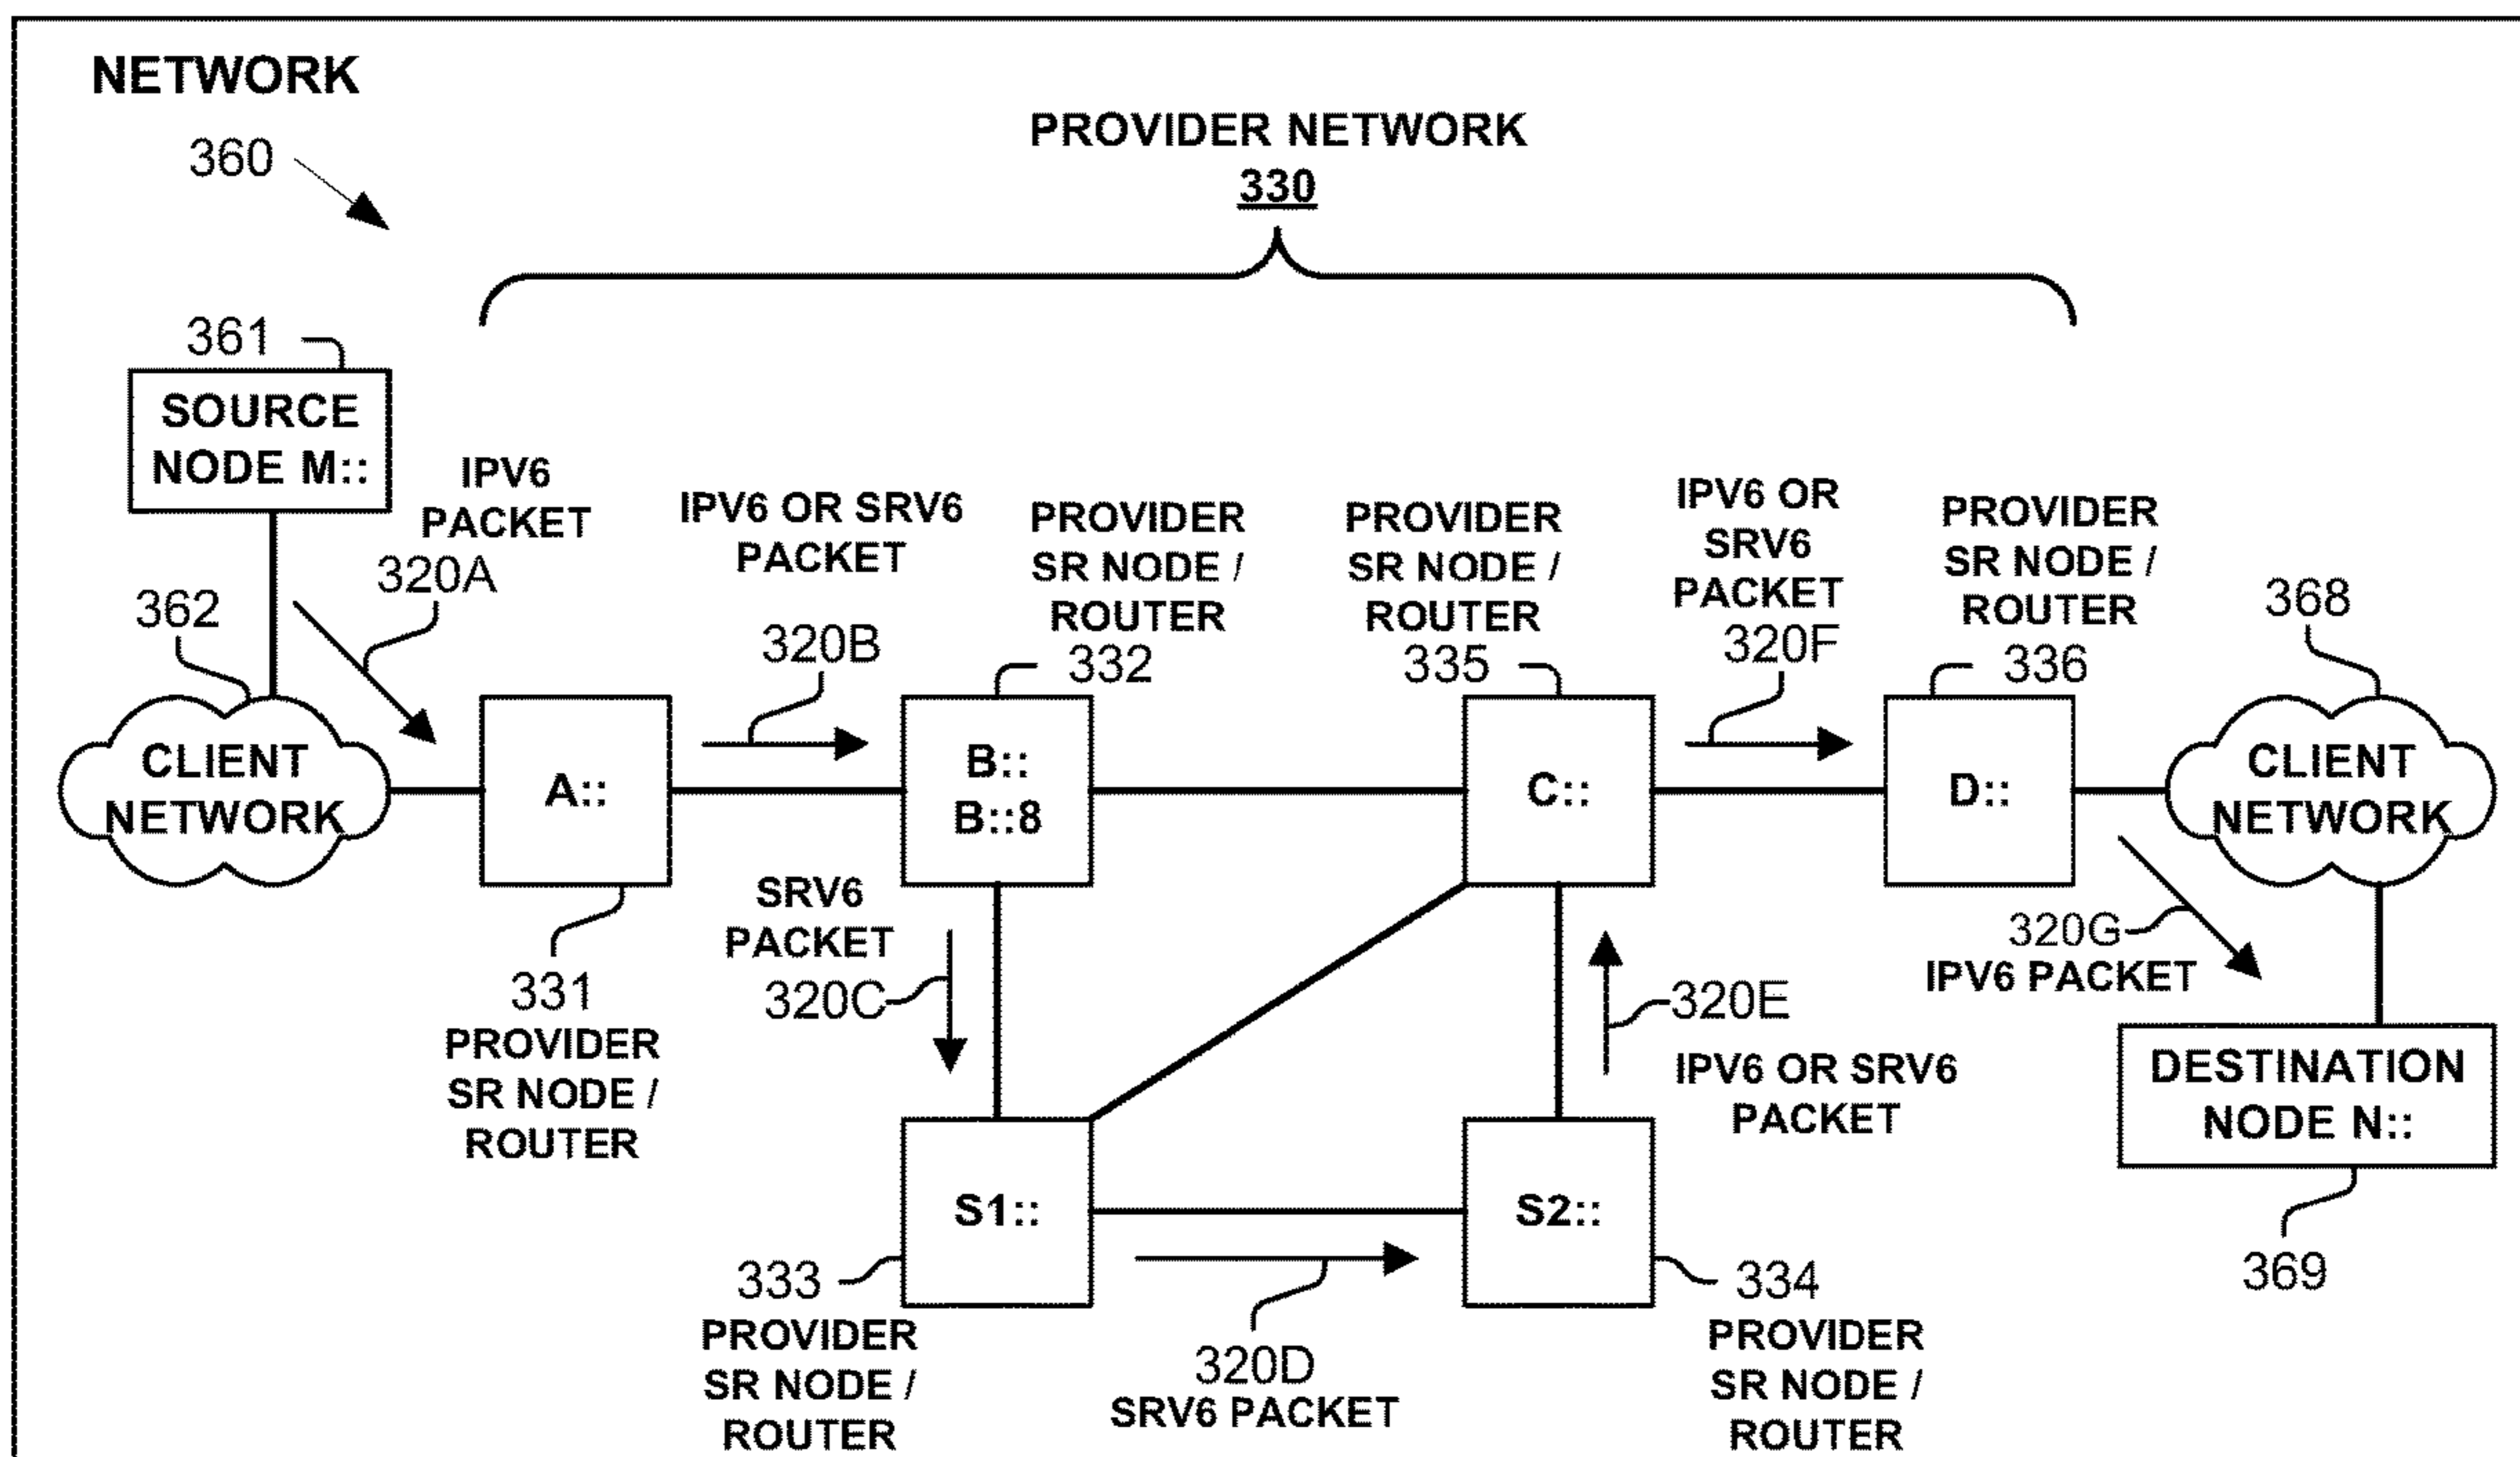 NETWORK
360
PROVIDER NETWORK
330
361
SOURCE
NODE M::
IPV6
PACKET
320A
362
CLIENT
NETWORK
A::
331
PROVIDER
SR NODE /
ROUTER
IPV6 OR SRV6
PACKET
320B
PROVIDER
SR NODE /
ROUTER
332
B::
B::8
SRV6
PACKET
320C
S1::
333
PROVIDER
SR NODE /
ROUTER
320D
SRV6 PACKET
S2::
334
PROVIDER
SR NODE /
ROUTER
320E
IPV6 OR SRV6
PACKET
PROVIDER
SR NODE /
ROUTER
335
C::
IPV6 OR
SRV6
PACKET
320F
PROVIDER
SR NODE /
ROUTER
336
D::
368
CLIENT
NETWORK
320G
IPV6 PACKET
DESTINATION
NODE N::
369